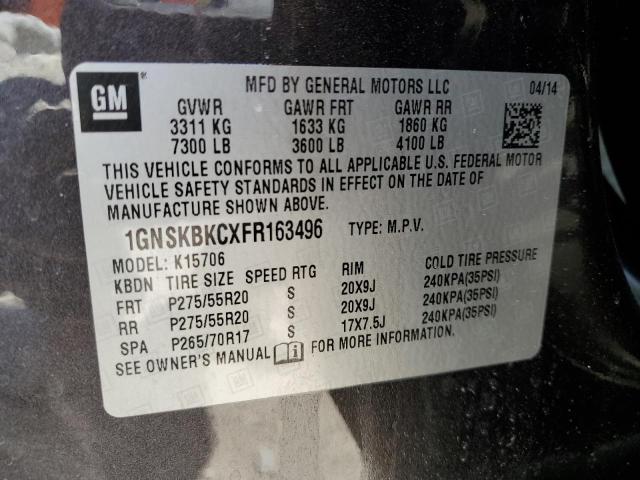 GM
MFD BY GENERAL MOTORS LLC 04/14
GVWR GAWR FRT GAWR RR
3311 KG 1633 KG 1860 KG
7300 LB 3600 LB 4100 LB
THIS VEHICLE CONFORMS TO ALL APPLICABLE U.S. FEDERAL MOTOR
VEHICLE SAFETY STANDARDS IN EFFECT ON THE DATE OF
MANUFACTURE SHOWN ABOVE.
1GNSKBKCXFR163496 TYPE: M.P.V.
MODEL: K15706
KBDN TIRE SIZE SPEED RTG RIM COLD TIRE PRESSURE
FRT P275/55R20 S 20X9J 240KPA(35PSI)
RR P275/55R20 S 20X9J 240KPA(35PSI)
SPA P265/70R17 S 17X7.5J 240KPA(35PSI)
SEE OWNER'S MANUAL i FOR MORE INFORMATION.